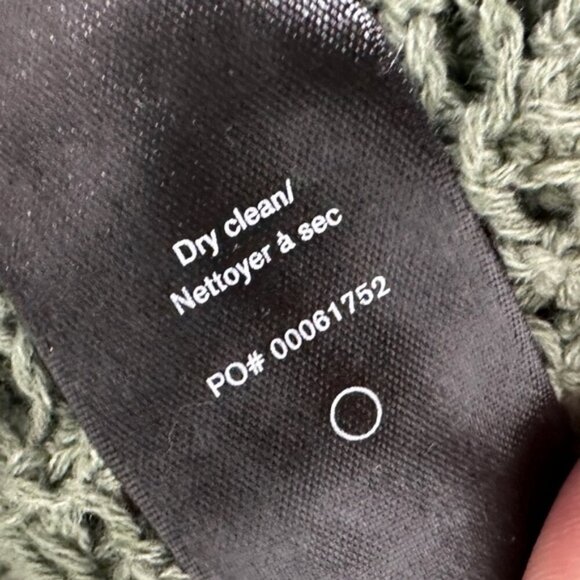 Dry clean/
Nettoyer à sec
PO# 00061752